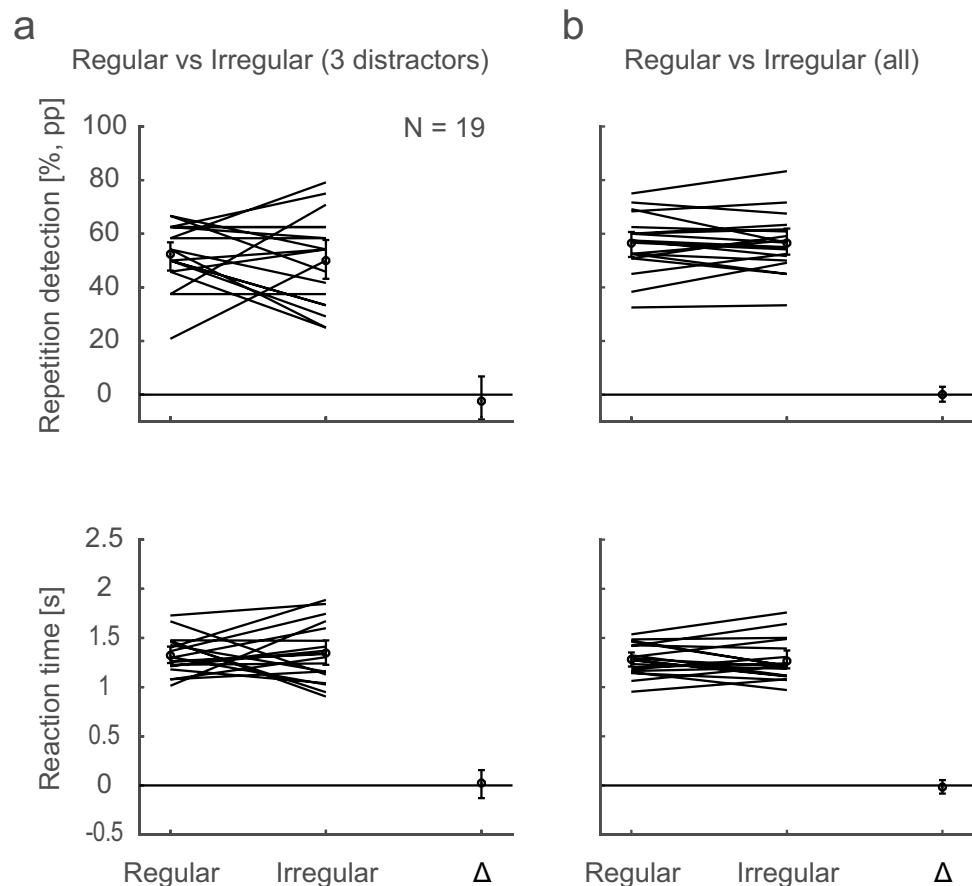 a
b
Regular vs Irregular (3 distractors)
Regular vs Irregular (all)
Repetition detection [%, pp]
100
80
60
40
20
0
N = 19
Reaction time [s]
2.5
2
1.5
1
0.5
0
-0.5
Regular
Irregular
Δ
Regular
Irregular
Δ